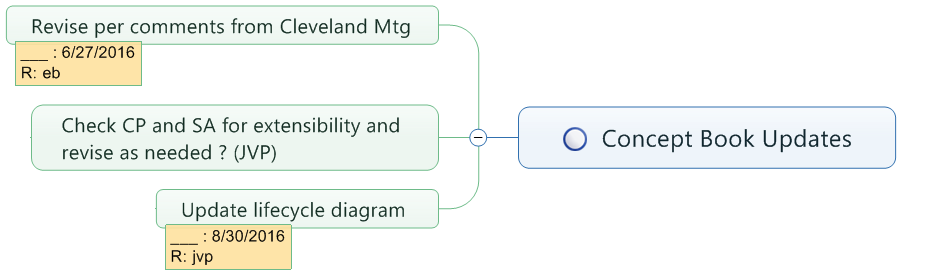 Revise per comments from Cleveland Mtg
___ : 6/27/2016
R: eb
Check CP and SA for extensibility and
revise as needed ? (JVP)
Concept Book Updates
Update lifecycle diagram
___ : 8/30/2016
R: jvp